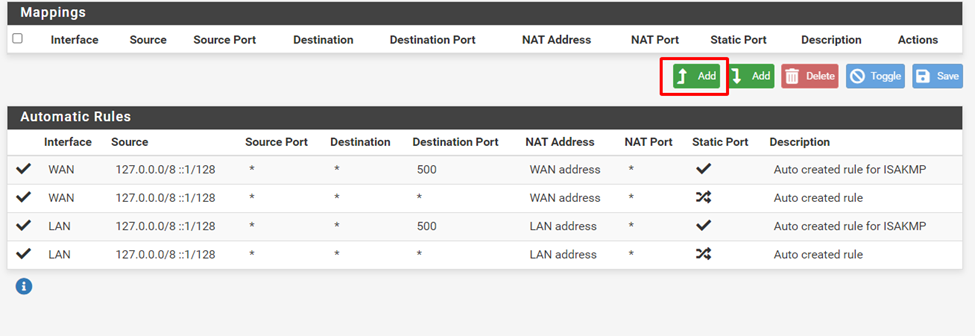 Mappings
Interface Source Source Port Destination Destination Port NAT Address NAT Port Static Port Description Actions
Add Add Delete Toggle Save
Automatic Rules
Interface Source Source Port Destination Destination Port NAT Address NAT Port Static Port Description
WAN 127.0.0.0/8 ::1/128 * * 500 WAN address * Auto created rule for ISAKMP
WAN 127.0.0.0/8 ::1/128 * * * WAN address * Auto created rule
LAN 127.0.0.0/8 ::1/128 * * 500 LAN address * Auto created rule for ISAKMP
LAN 127.0.0.0/8 ::1/128 * * * LAN address * Auto created rule